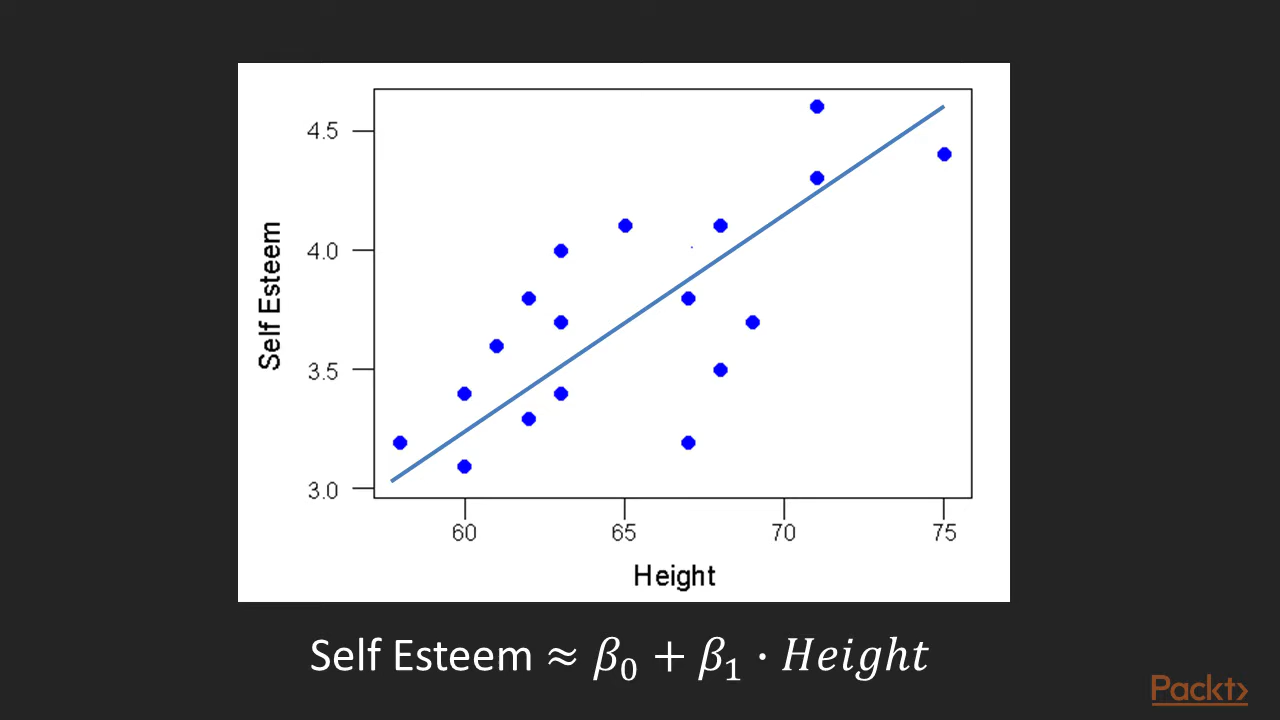 4.5
4.0
3.5
3.0
Self Esteem
60 65 70 75
Height
Self Esteem ≈ β₀ + β₁ · Height
Packt›